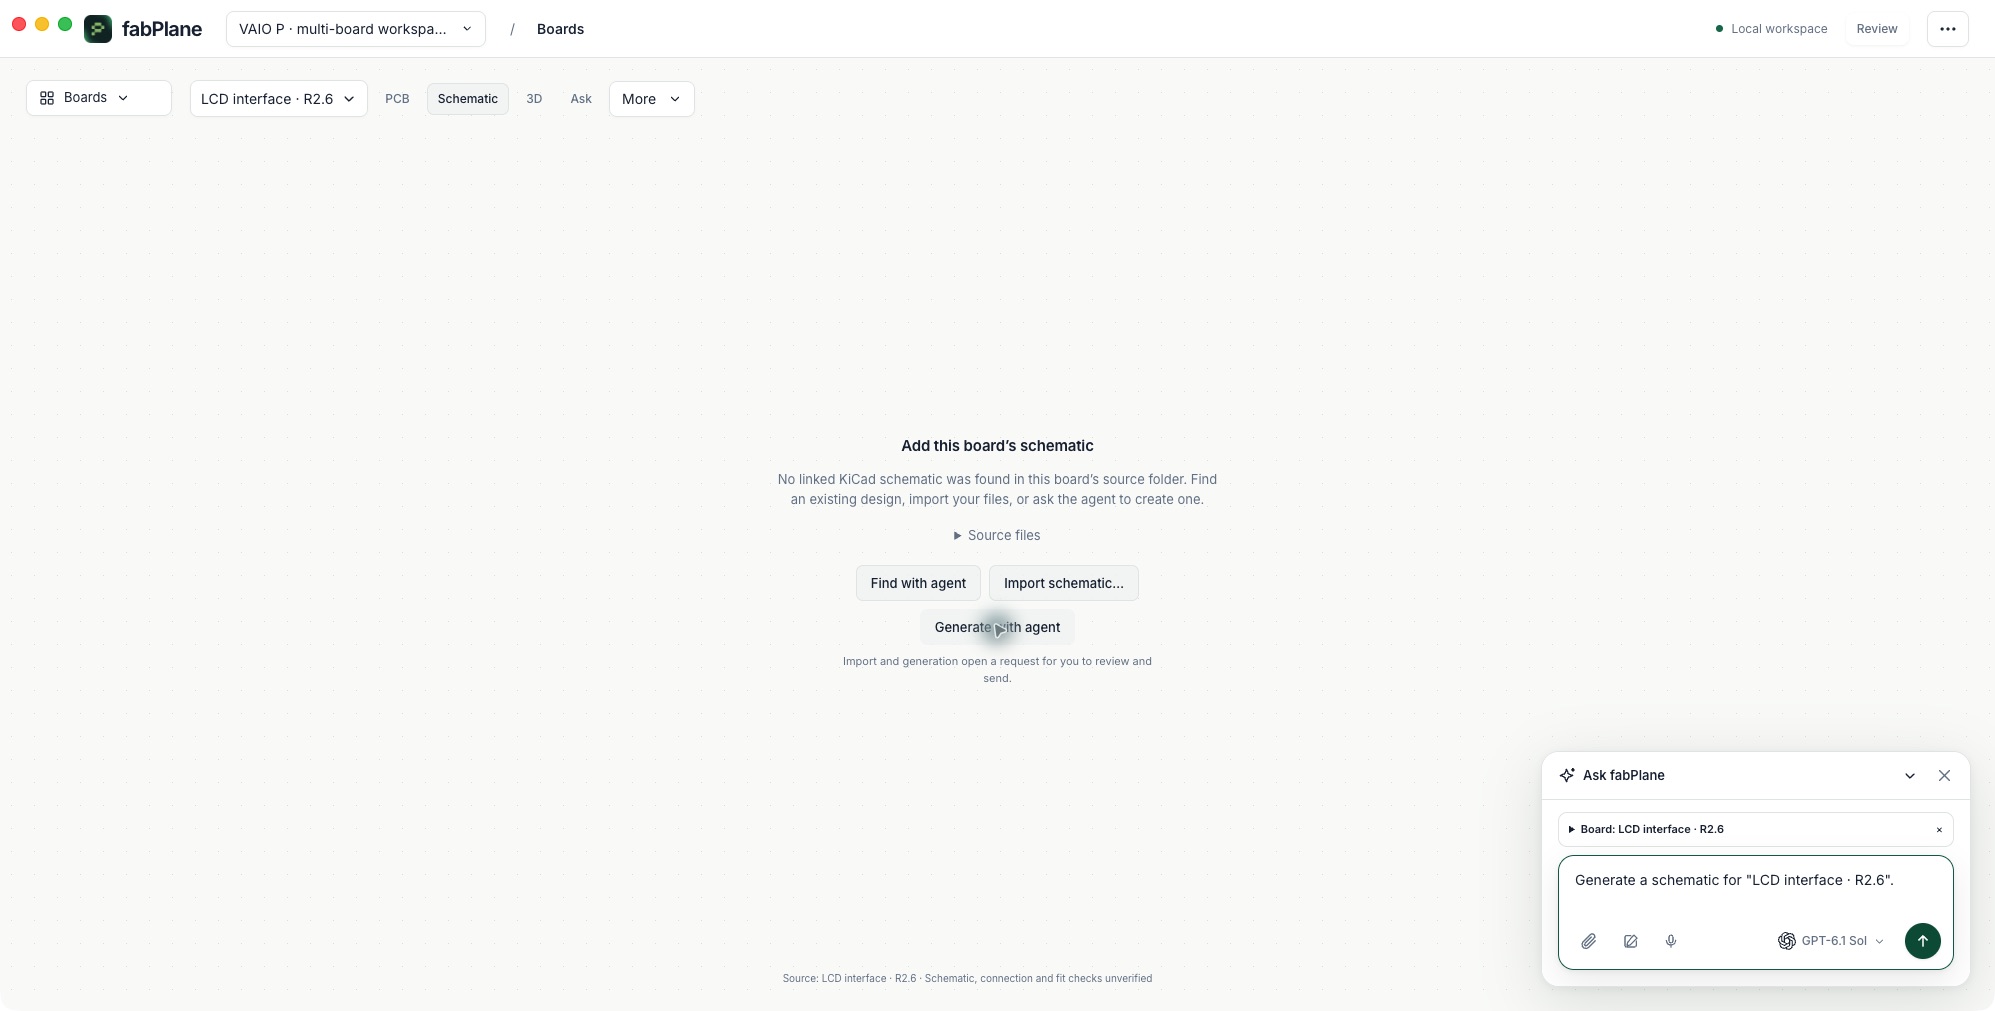 fabPlane
VAIO P · multi-board workspa...
/
Boards
Local workspace
Review
Boards
LCD interface · R2.6
PCB
Schematic
3D
Ask
More
Add this board’s schematic
No linked KiCad schematic was found in this board’s source folder. Find
an existing design, import your files, or ask the agent to create one.
Source files
Find with agent
Import schematic...
Generate with agent
Import and generation open a request for you to review and
send.
Ask fabPlane
Board: LCD interface · R2.6
Generate a schematic for "LCD interface · R2.6".
GPT-6.1 Sol
Source: LCD interface · R2.6 · Schematic, connection and fit checks unverified